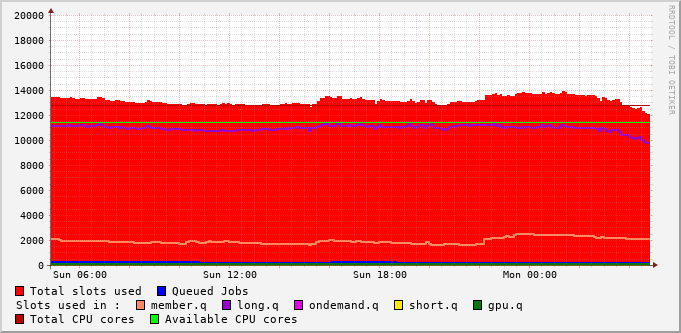 20000
18000
16000
14000
12000
10000
8000
6000
4000
2000
0
Sun 06:00 Sun 12:00 Sun 18:00 Mon 00:00
RRDTOOL / TOBI OETIKER
Total slots used Queued Jobs
Slots used in : member.q long.q ondemand.q short.q gpu.q
Total CPU cores Available CPU cores